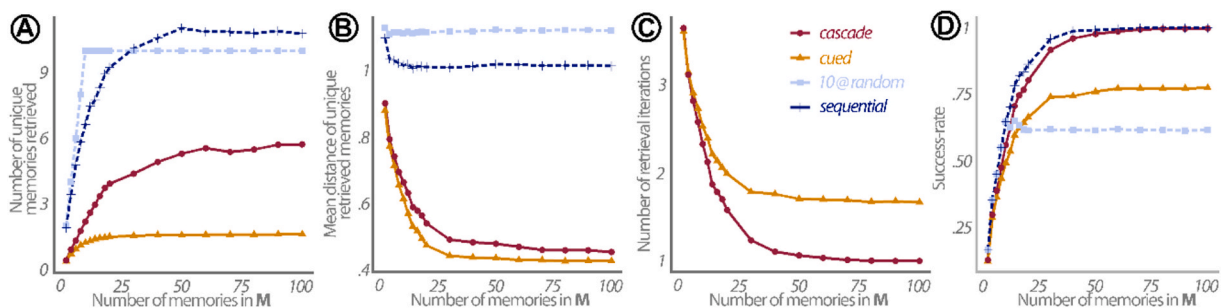 A
Number of unique
memories retrieved
9
6
3
0
0
25
50
75
100
Number of memories in M
B
Mean distance of unique
retrieved memories
1
.8
.6
.4
0
25
50
75
100
Number of memories in M
C
Number of retrieval iterations
3
2
1
cascade
cued
10@random
sequential
0
25
50
75
100
Number of memories in M
D
Success-rate
1
.75
.50
.25
0
25
50
75
100
Number of memories in M